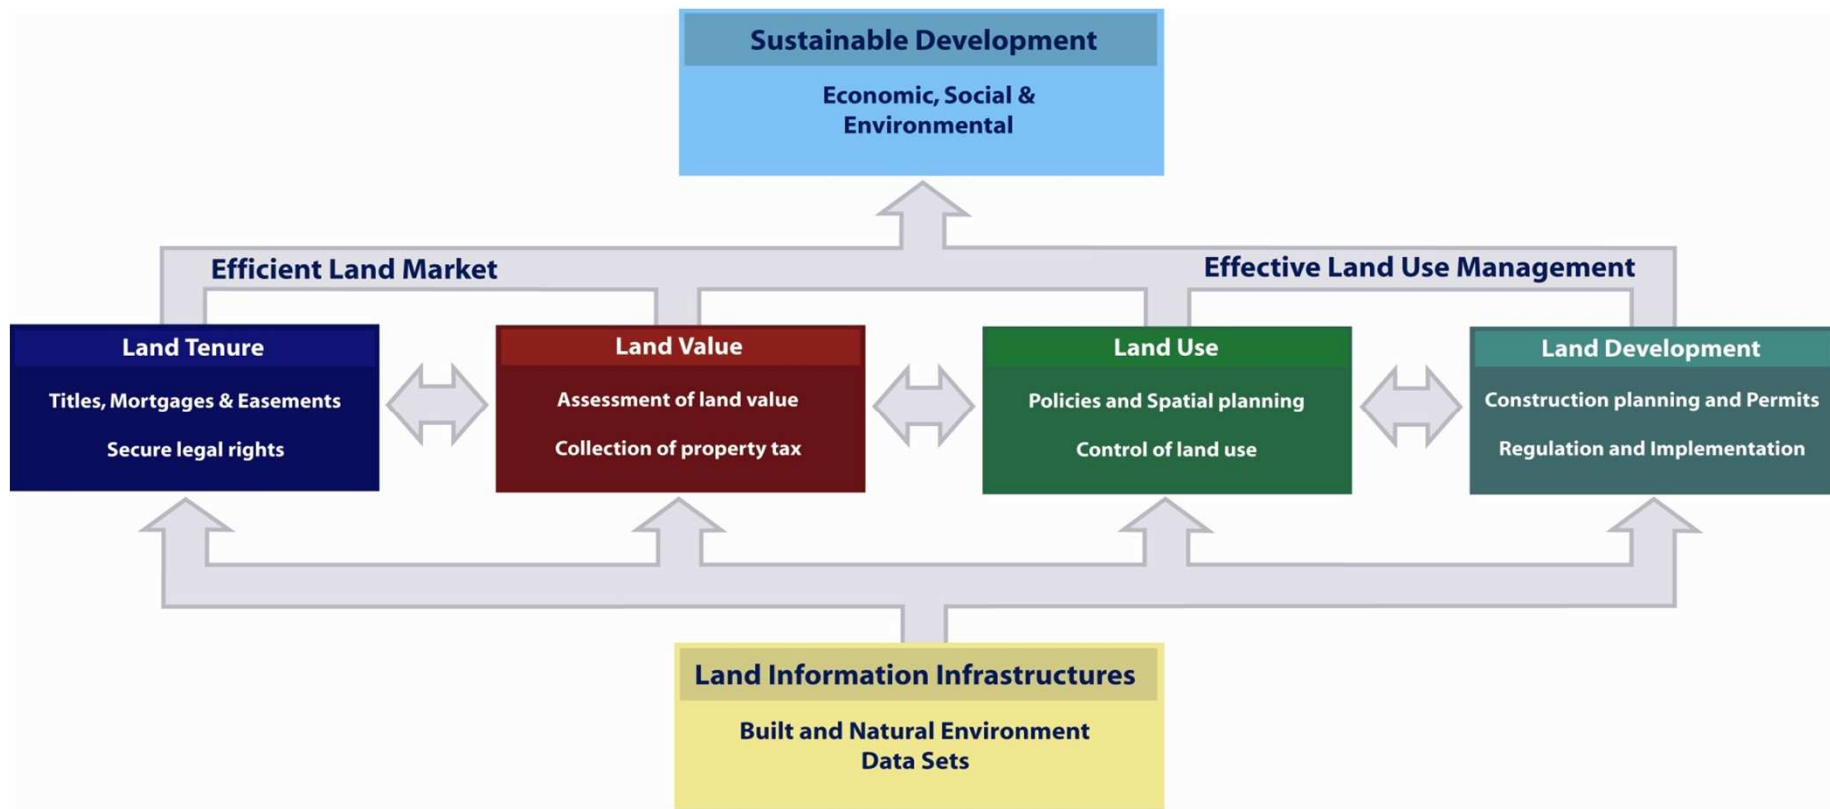 Sustainable Development
Economic, Social &
Environmental
Efficient Land Market
Effective Land Use Management
Land Tenure
Titles, Mortgages & Easements
Secure legal rights
Land Value
Assessment of land value
Collection of property tax
Land Use
Policies and Spatial planning
Control of land use
Land Development
Construction planning and Permits
Regulation and Implementation
Land Information Infrastructures
Built and Natural Environment
Data Sets